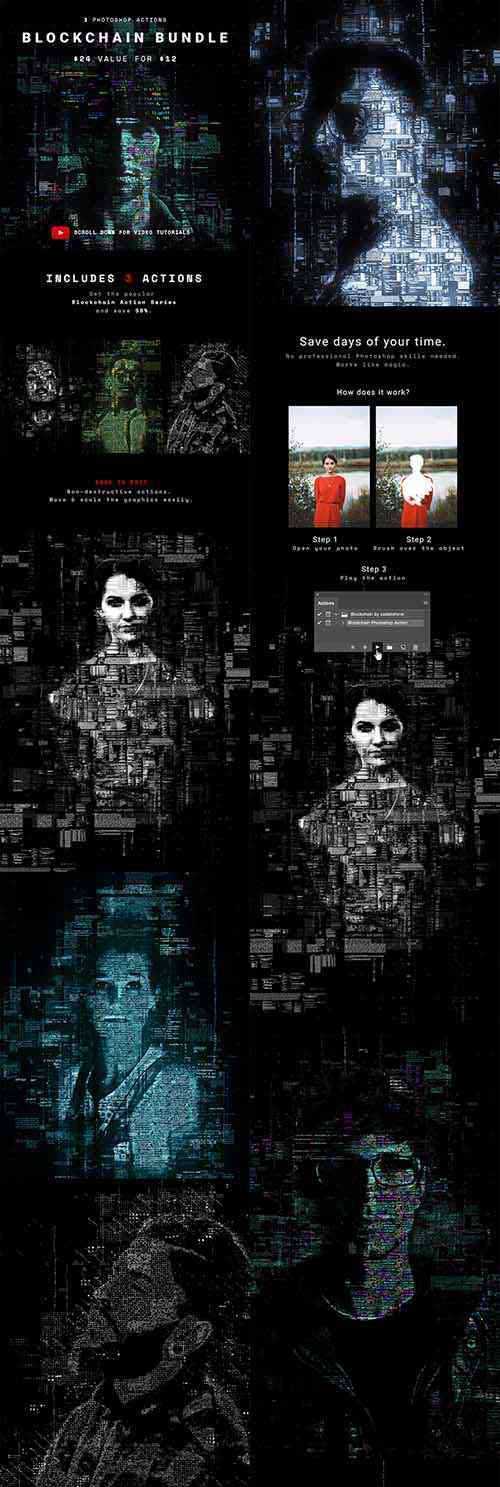 3 PHOTOSHOP ACTIONS
BLOCKCHAIN BUNDLE
$24 VALUE FOR $12
SCROLL DOWN FOR VIDEO TUTORIALS
INCLUDES 3 ACTIONS
Get the popular
Blockchain Action Series
and save 50%.
EASY TO EDIT
Non-destructive actions.
Move & scale the graphics easily.
Save days of your time.
No professional Photoshop skills needed.
Works like magic.
How does it work?
Step 1
Open your photo
Step 2
Brush over the object
Step 3
Play the action
Actions
Blockchain by sodasong
Blockchain Photoshop Action